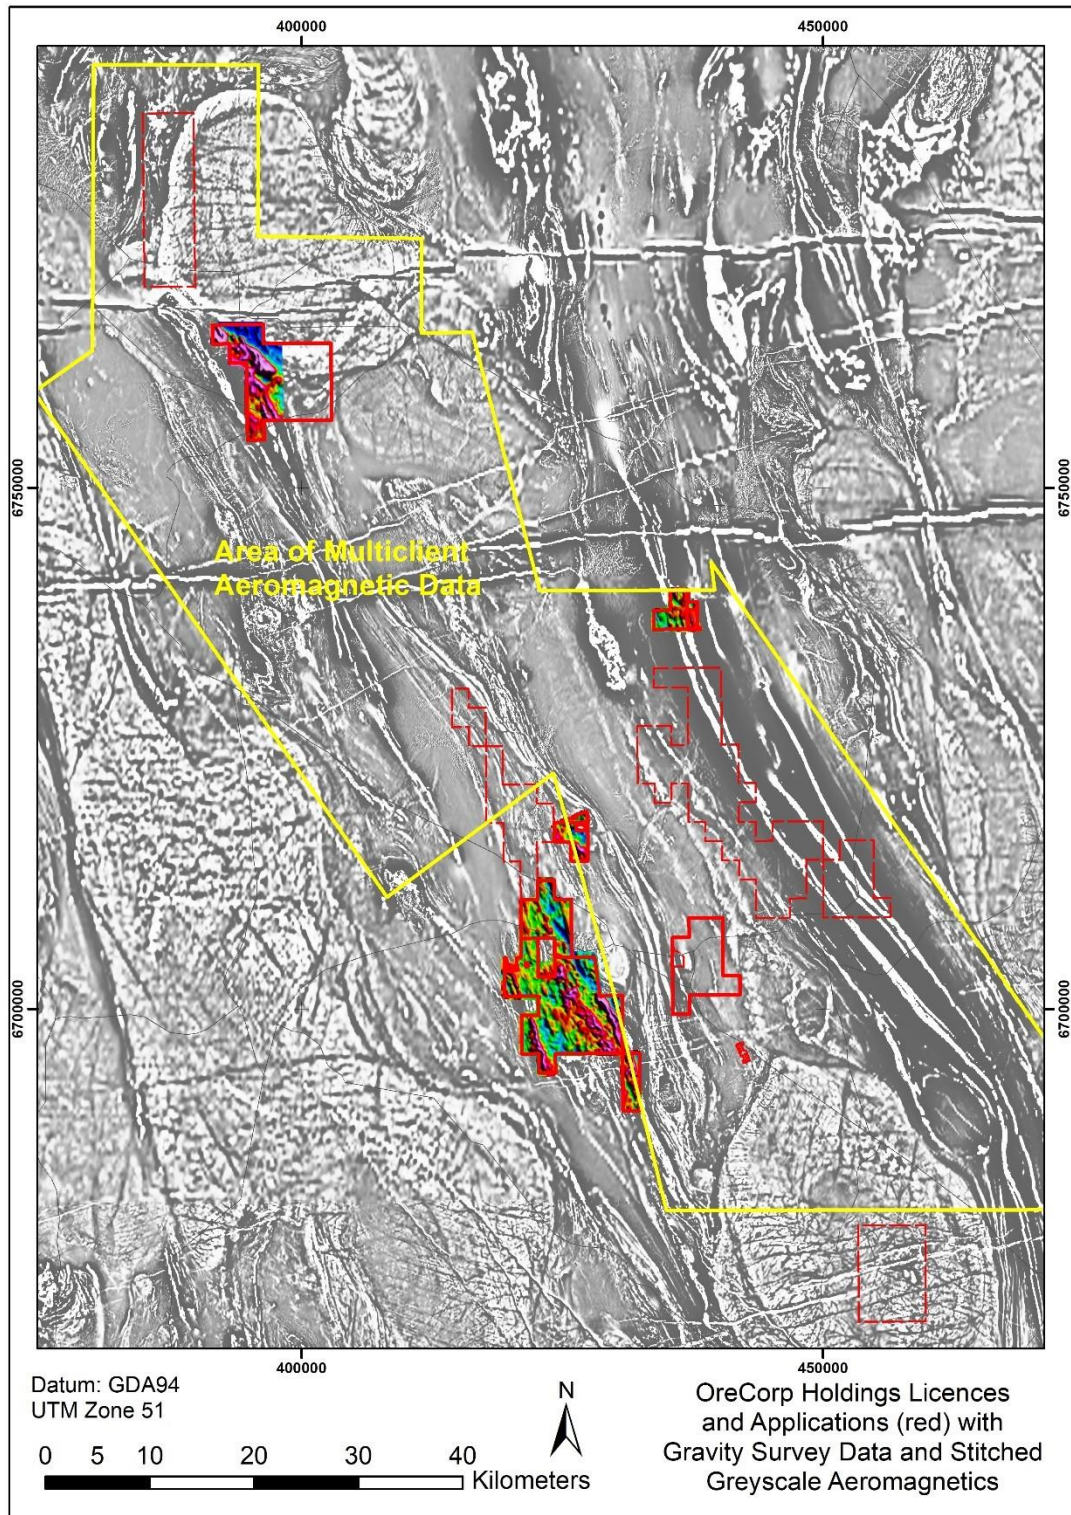 400000
450000
6750000
6750000
Area of Multiclient
Aeromagnetic Data
6700000
6700000
400000
450000
Datum: GDA94
UTM Zone 51
N
0 5 10 20 30 40
Kilometers
OreCorp Holdings Licences
and Applications (red) with
Gravity Survey Data and Stitched
Greyscale Aeromagnetics